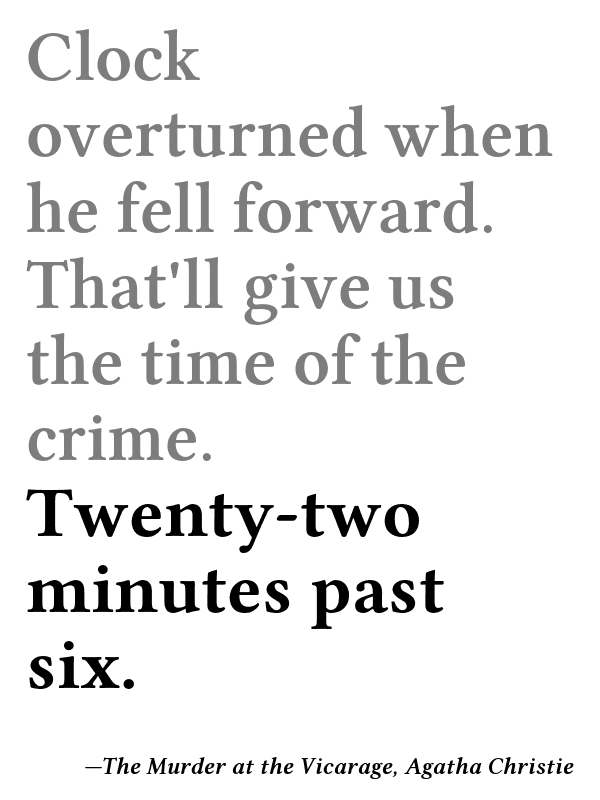 Clock
overturned when
he fell forward.
That'll give us
the time of the
crime.
Twenty-two
minutes past
six.
—The Murder at the Vicarage, Agatha Christie